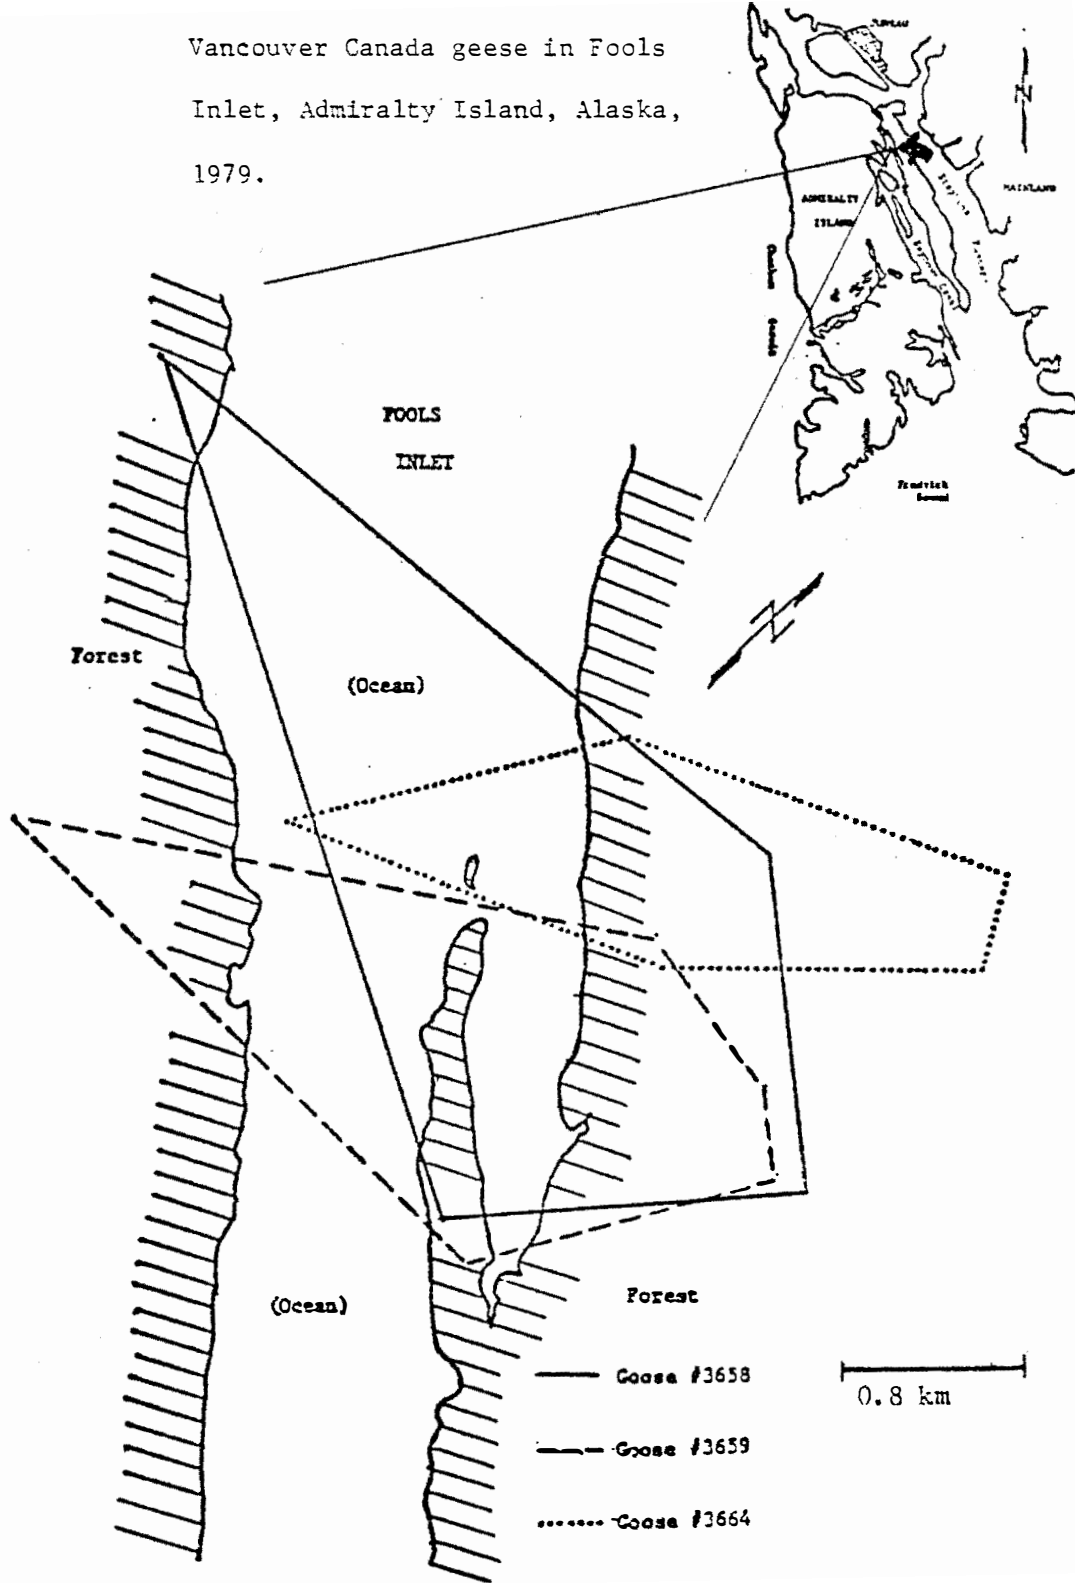 Vancouver Canada geese in Fools
Inlet, Admiralty Island, Alaska,
1979.
N
MAINLAND
ADMIRALTY
ISLAND
Sound
FOOLS
INLET
N
Forest
(Ocean)
(Ocean)
Forest
Goose #3658
0.8 km
Goose #3659
Goose #3664